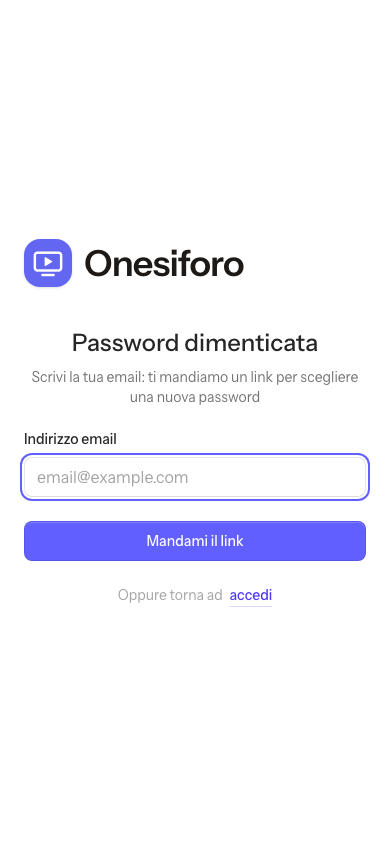 Onesiforo
Password dimenticata
Scrivi la tua email: ti mandiamo un link per scegliere
una nuova password
Indirizzo email
email@example.com
Mandami il link
Oppure torna ad accedi